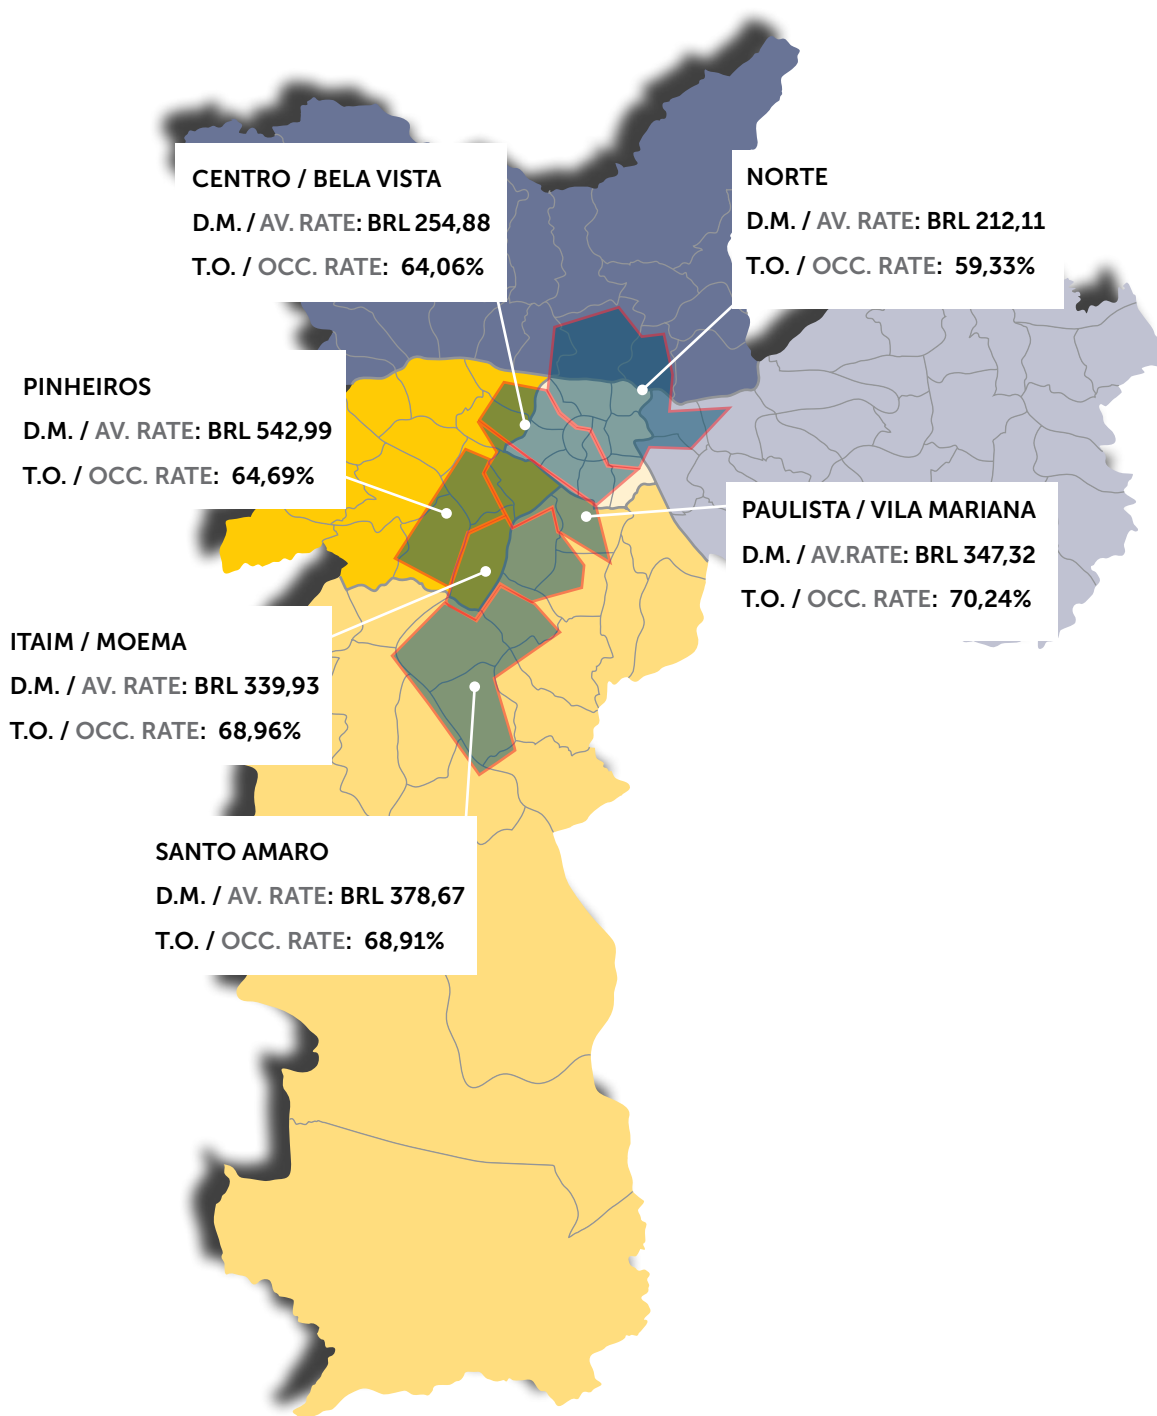 CENTRO / BELA VISTA
D.M. / AV. RATE: BRL 254,88
T.O. / OCC. RATE: 64,06%
NORTE
D.M. / AV. RATE: BRL 212,11
T.O. / OCC. RATE: 59,33%
PINHEIROS
D.M. / AV. RATE: BRL 542,99
T.O. / OCC. RATE: 64,69%
PAULISTA / VILA MARIANA
D.M. / AV.RATE: BRL 347,32
T.O. / OCC. RATE: 70,24%
ITAIM / MOEMA
D.M. / AV. RATE: BRL 339,93
T.O. / OCC. RATE: 68,96%
SANTO AMARO
D.M. / AV. RATE: BRL 378,67
T.O. / OCC. RATE: 68,91%